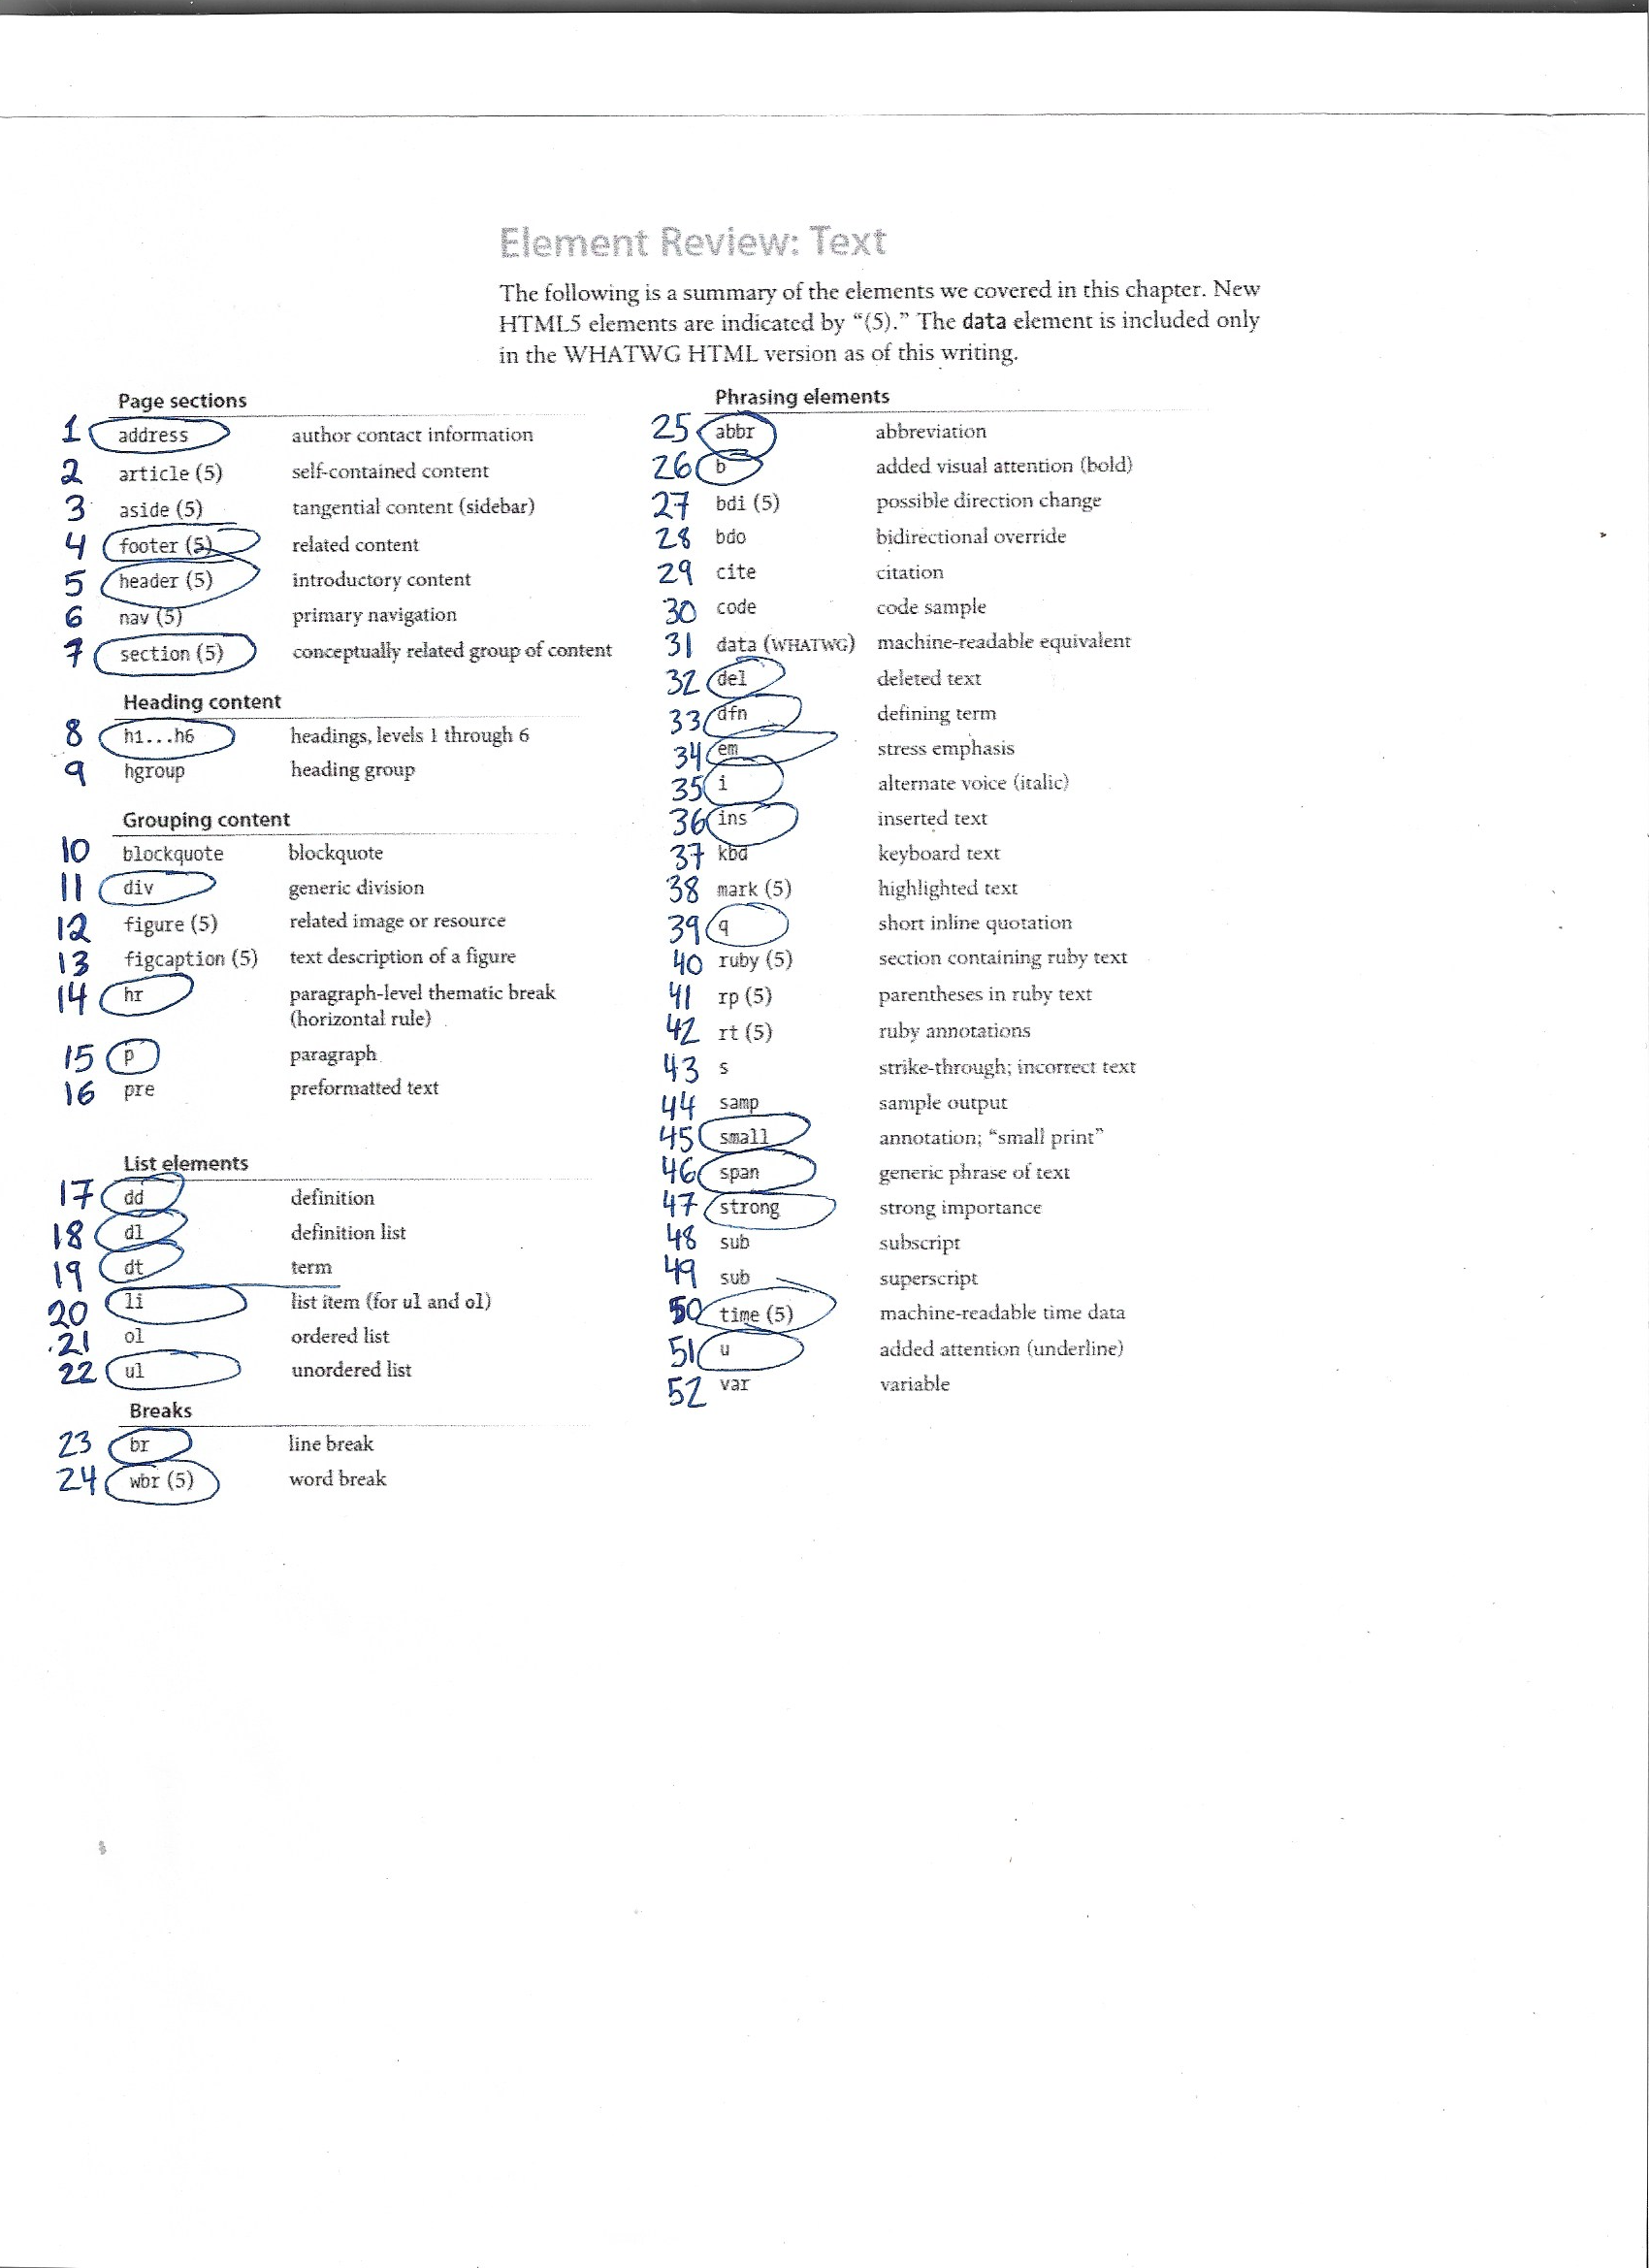 Element Review: Text
The following is a summary of the elements we covered in this chapter. New
HTML5 elements are indicated by “(5).” The data element is included only
in the WHATWG HTML version as of this writing.
Page sections
1 address author contact information
2 article (5) self-contained content
3 aside (5) tangential content (sidebar)
4 footer (5) related content
5 header (5) introductory content
6 nav (5) primary navigation
7 section (5) conceptually related group of content
Heading content
8 h1...h6 headings, levels 1 through 6
9 hgroup heading group
Grouping content
10 blockquote blockquote
11 div generic division
12 figure (5) related image or resource
13 figcaption (5) text description of a figure
14 hr paragraph-level thematic break
(horizontal rule)
15 p paragraph
16 pre preformatted text
List elements
17 dd definition
18 dl definition list
19 dt term
20 li list item (for ul and ol)
21 ol ordered list
22 ul unordered list
Breaks
23 br line break
24 wbr (5) word break
Phrasing elements
25 abbr abbreviation
26 b added visual attention (bold)
27 bdi (5) possible direction change
28 bdo bidirectional override
29 cite citation
30 code code sample
31 data (WHATWG) machine-readable equivalent
32 del deleted text
33 dfn defining term
34 em stress emphasis
35 i alternate voice (italic)
36 ins inserted text
37 kbd keyboard text
38 mark (5) highlighted text
39 q short inline quotation
40 ruby (5) section containing ruby text
41 rp (5) parentheses in ruby text
42 rt (5) ruby annotations
43 s strike-through; incorrect text
44 samp sample output
45 small annotation; “small print”
46 span generic phrase of text
47 strong strong importance
48 sub subscript
49 sub superscript
50 time (5) machine-readable time data
51 u added attention (underline)
52 var variable